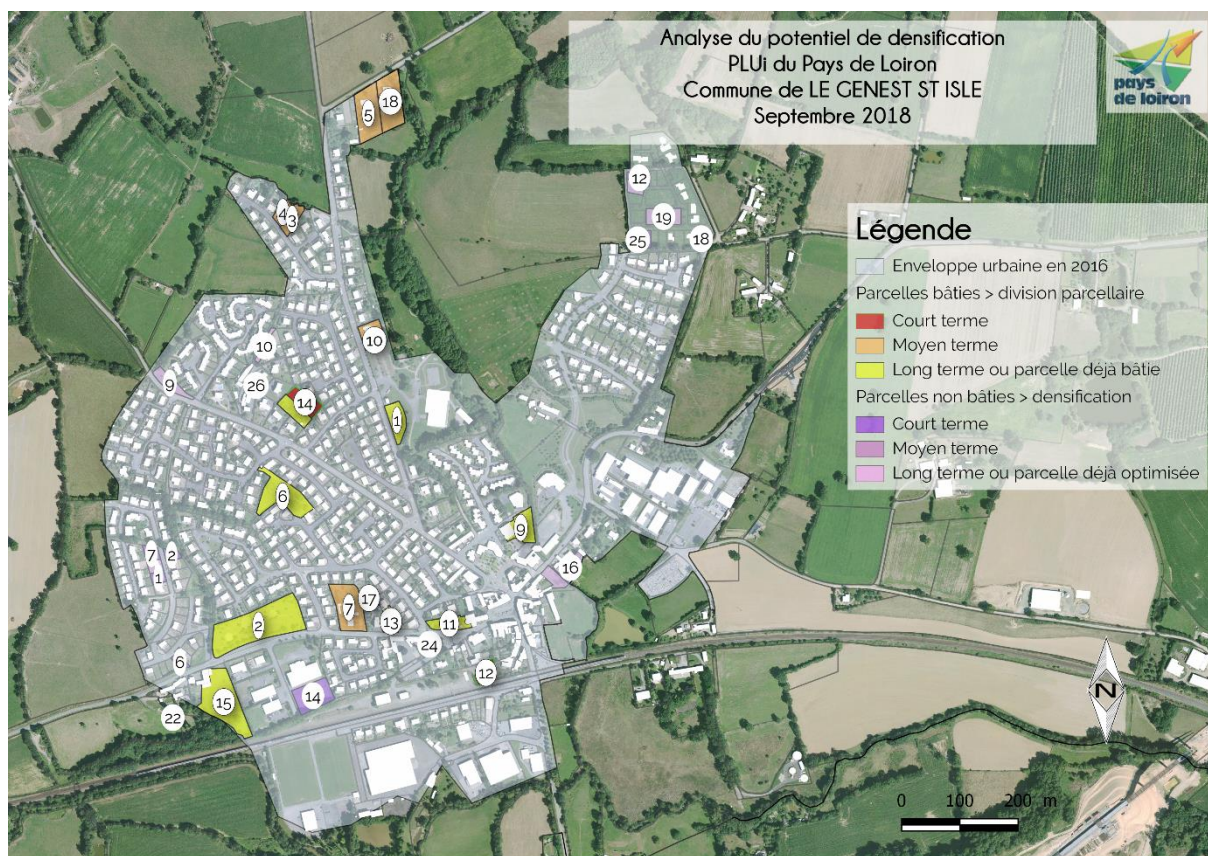 Analyse du potentiel de densification
PLUi du Pays de Loiron
Commune de LE GENEST ST ISLE
Septembre 2018
pays
de loiron
5
18
12
4
3
19
25
18
Légende
Enveloppe urbaine en 2016
Parcelles bâties > division parcellaire
Court terme
Moyen terme
Long terme ou parcelle déjà bâtie
Parcelles non bâties > densification
Court terme
Moyen terme
Long terme ou parcelle déjà optimisée
10
10
9
26
14
1
6
9
7
2
1
16
7
17
2
13
11
24
6
12
14
15
22
N
0 100 200 m